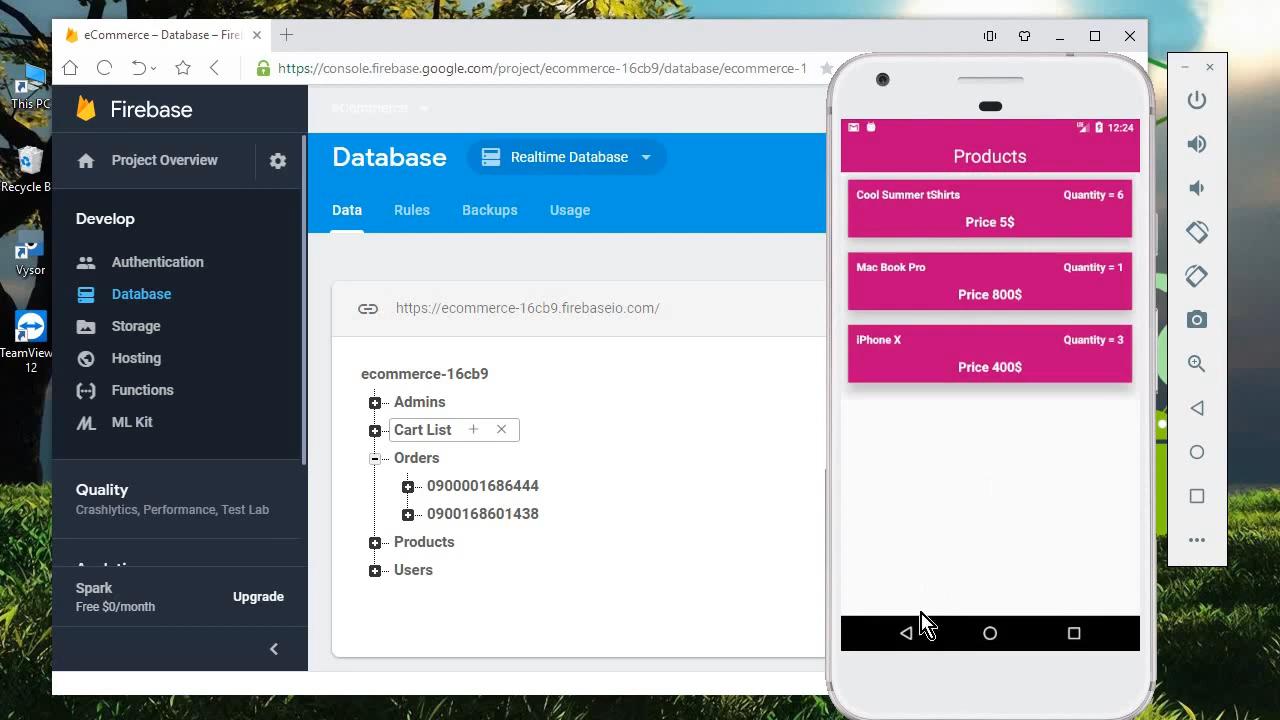 This PC
Recycle B
Vysor
TeamView
12
eCommerce – Database – Fire
https://console.firebase.google.com/project/ecommerce-16cb9/database/ecommerce-1
Firebase
Project Overview
Develop
Authentication
Database
Storage
Hosting
Functions
ML Kit
Quality
Crashlytics, Performance, Test Lab
Analytics
Spark
Free $0/month
Upgrade
eCommerce
Database
Realtime Database
Data
Rules
Backups
Usage
https://ecommerce-16cb9.firebaseio.com/
ecommerce-16cb9
Admins
Cart List
Orders
0900001686444
0900168601438
Products
Users
12:24
Products
Cool Summer tShirts
Quantity = 6
Price 5$
Mac Book Pro
Quantity = 1
Price 800$
iPhone X
Quantity = 3
Price 400$